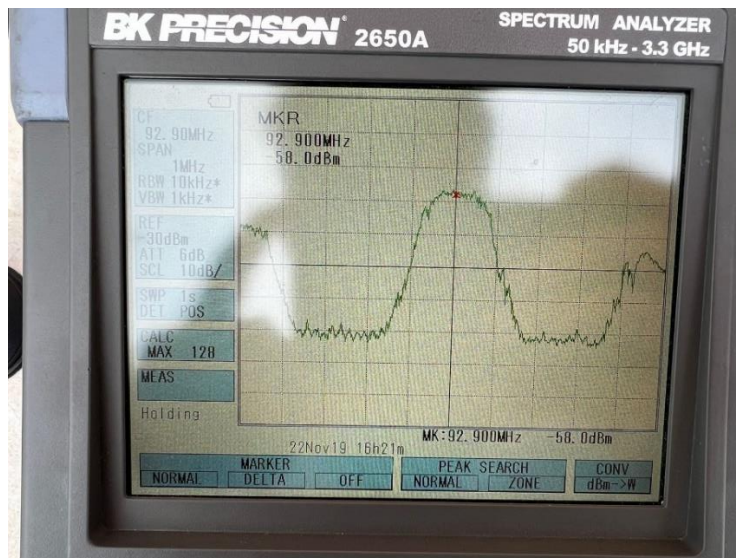 BK PRECISION® 2650A
SPECTRUM ANALYZER
50 kHz - 3.3 GHz
CF
92.90MHz
SPAN
1MHz
RBW 10kHz*
VBW 1kHz*
REF
-30dBm
ATT 6dB
SCL 10dB/
SWP 1s
DET POS
CALC
MAX 128
MEAS
Holding
MKR
92.900MHz
-58.0dBm
MK:92.900MHz -58.0dBm
22Nov19 16h21m
MARKER
NORMAL DELTA OFF
PEAK SEARCH
NORMAL ZONE
CONV
dBm->W